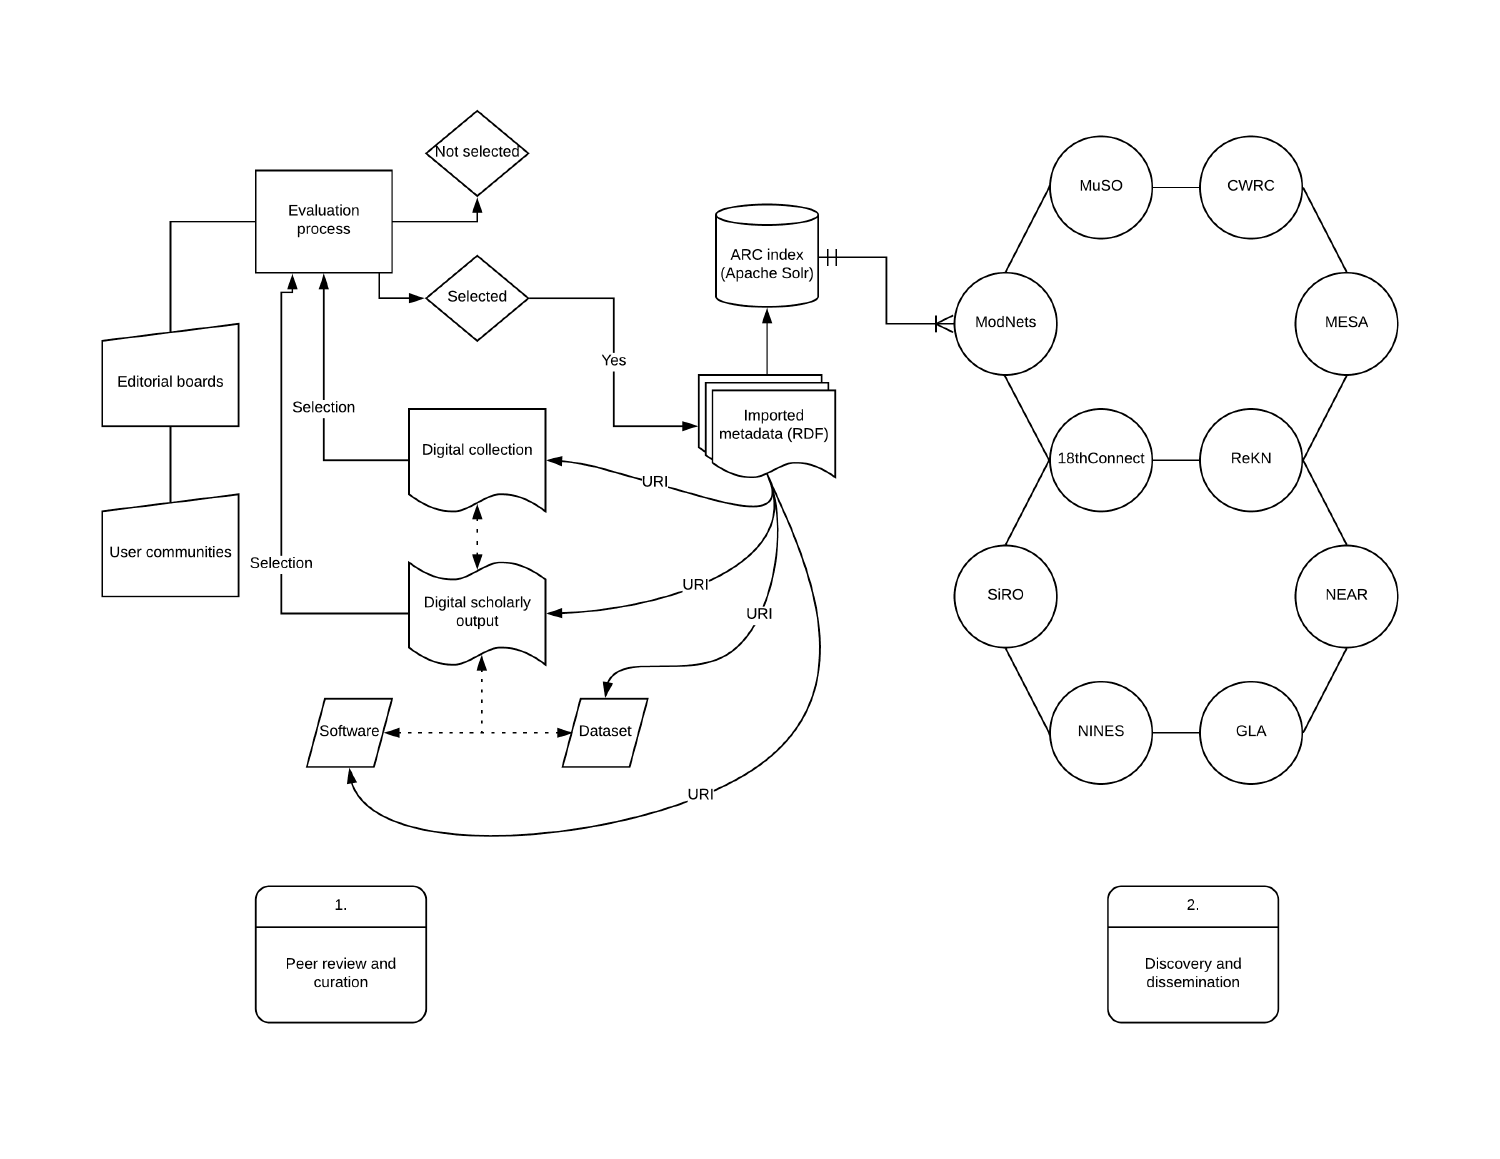 Not selected
Evaluation
process
Selected
Yes
Editorial boards
Selection
User communities
Selection
Digital collection
Digital scholarly
output
Software
Dataset
ARC index
(Apache Solr)
Imported
metadata (RDF)
URI
URI
URI
URI
MuSO
CWRC
ModNets
MESA
18thConnect
ReKN
SiRO
NEAR
NINES
GLA
1.
Peer review and
curation
2.
Discovery and
dissemination